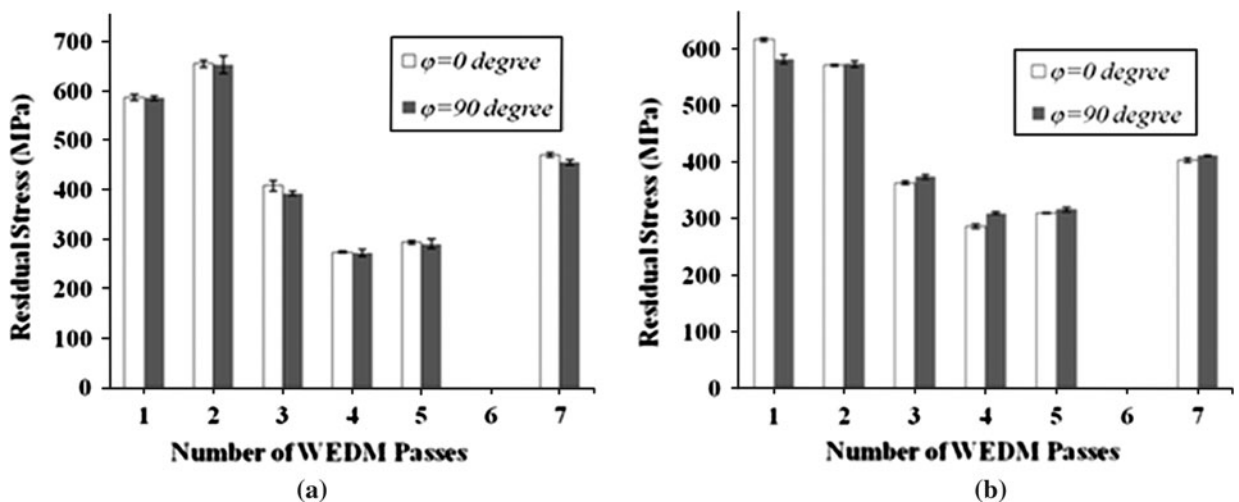 700
600
500
400
300
200
100
0
Residual Stress (MPa)
φ=0 degree
φ=90 degree
1 2 3 4 5 6 7
Number of WEDM Passes
(a)
600
500
400
300
200
100
0
Residual Stress (MPa)
φ=0 degree
φ=90 degree
1 2 3 4 5 6 7
Number of WEDM Passes
(b)